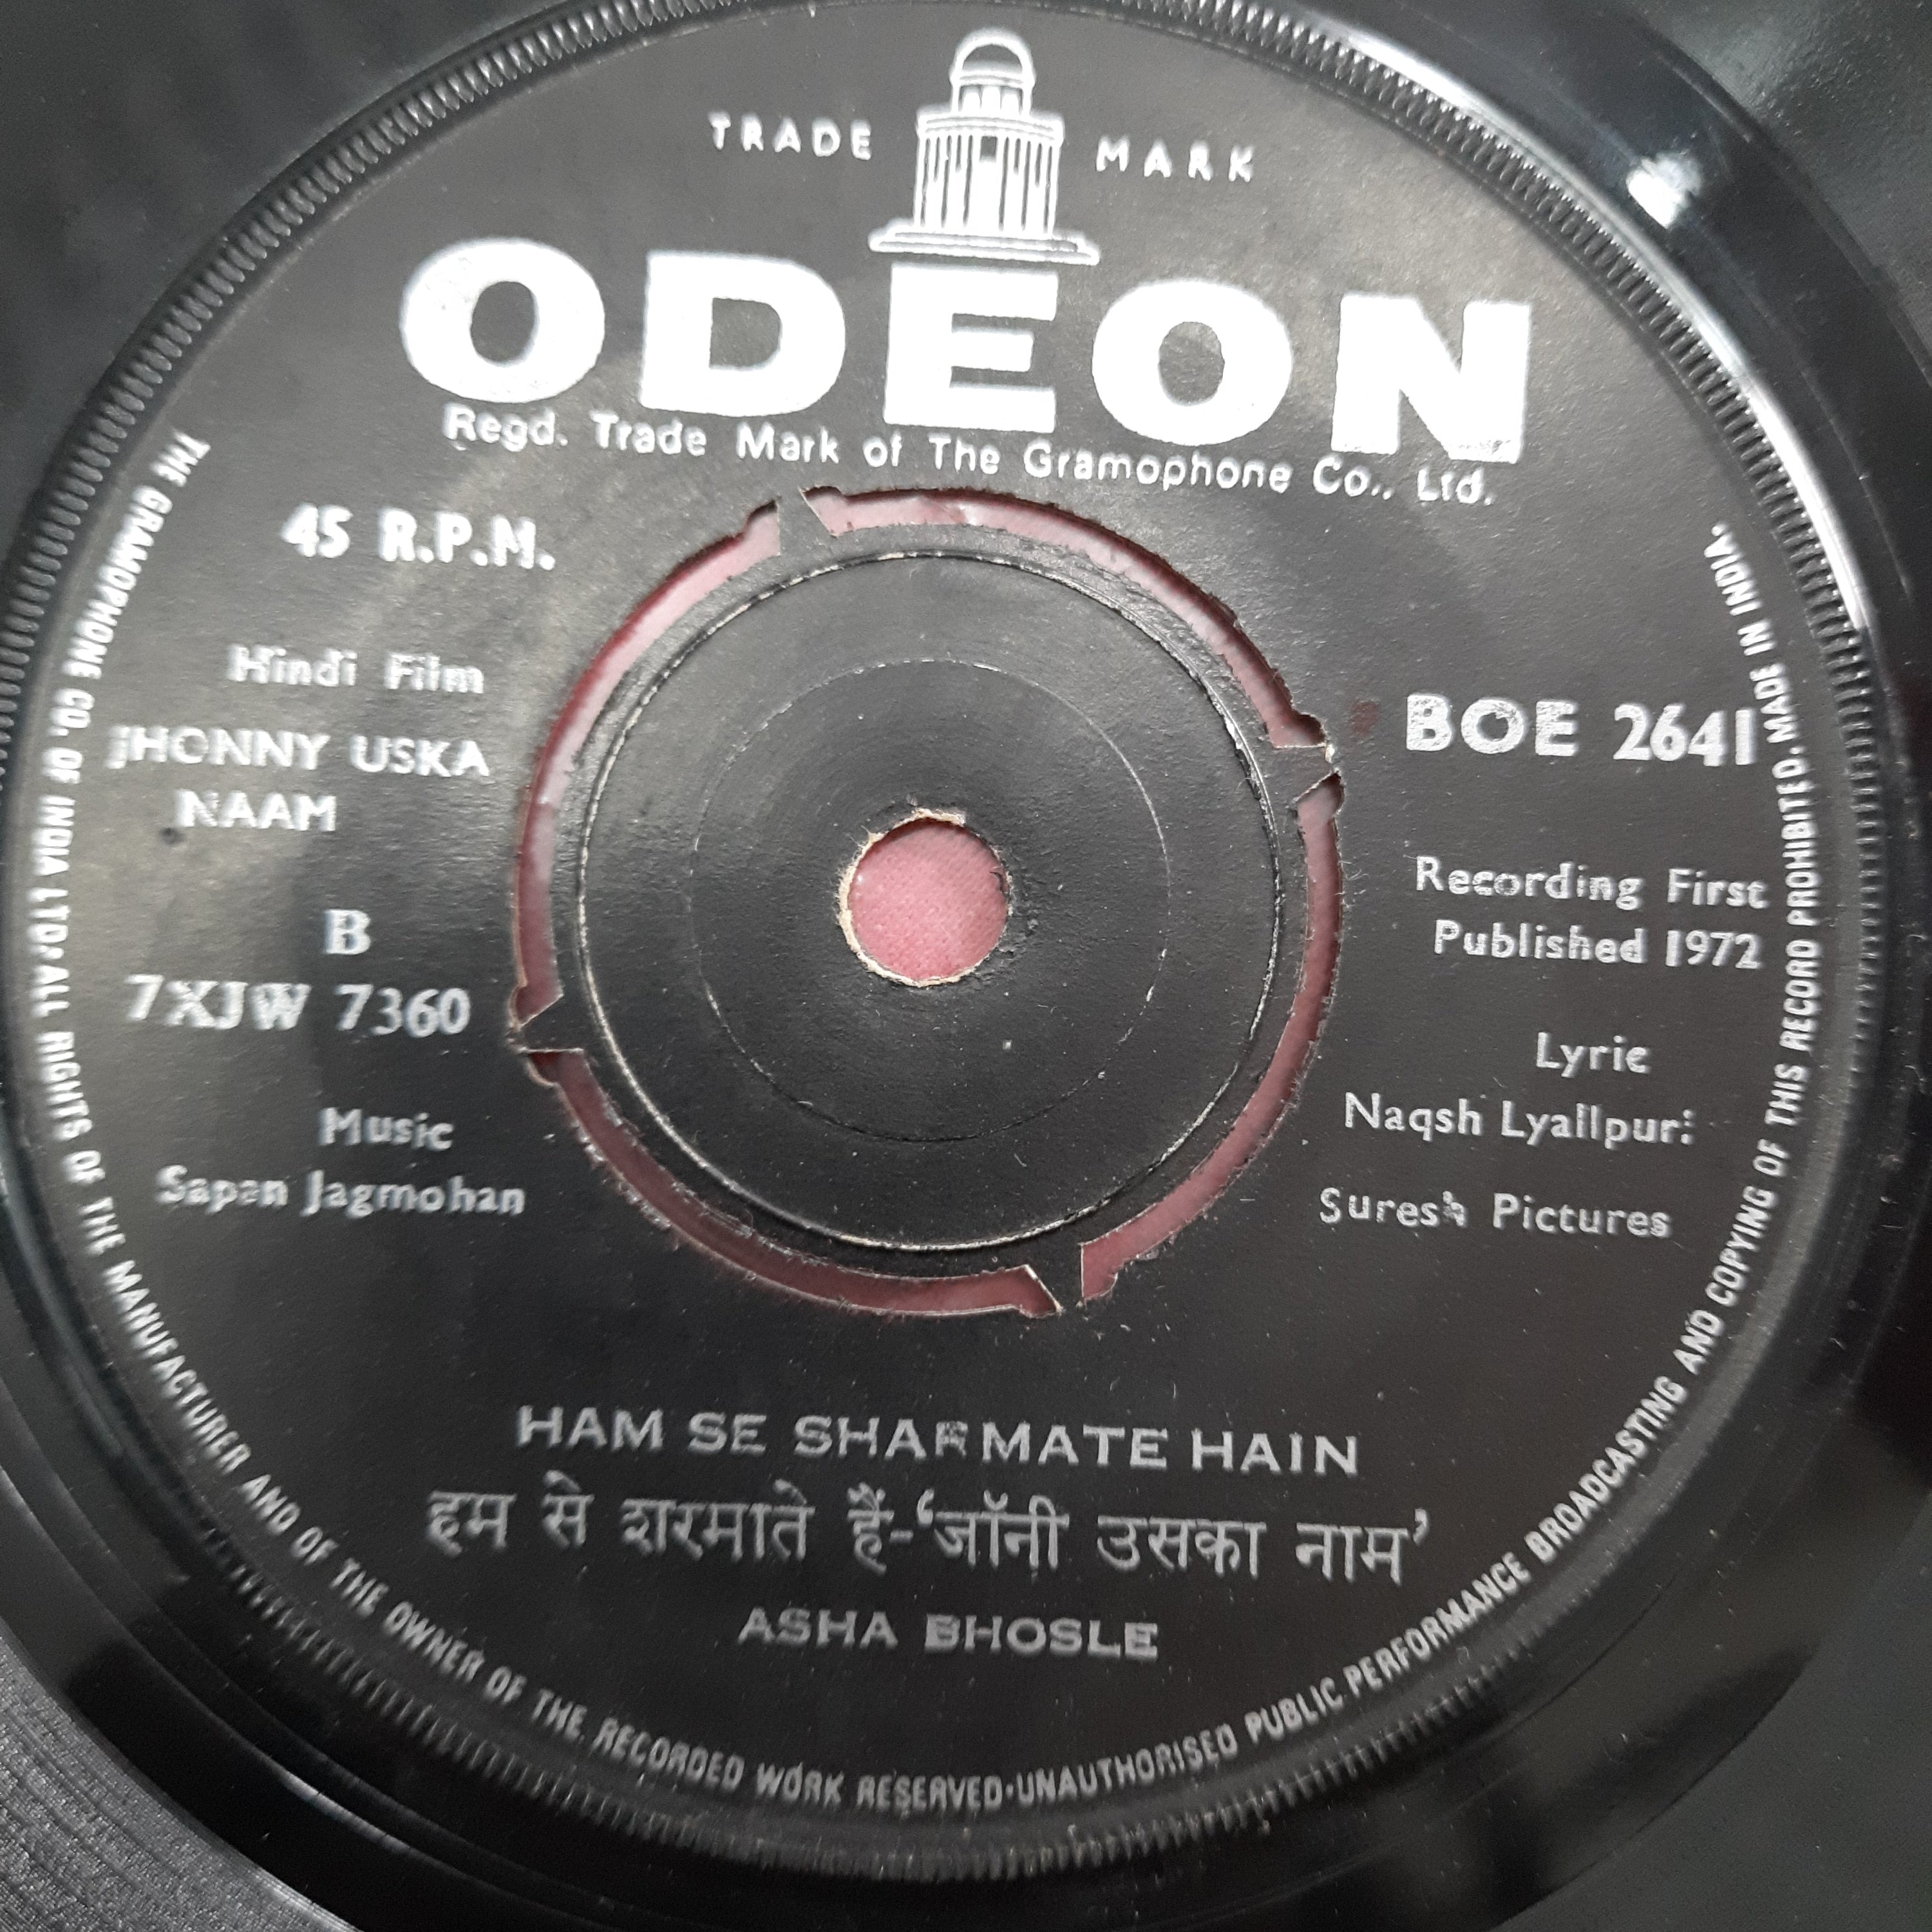 TRADE MARK
ODEON
Regd. Trade Mark of The Gramophone Co., Ltd.
45 R.P.M.
Hindi Film
JHONNY USKA
NAAM
B
7XJW 7360
Music
Sapan Jagmohan
BOE 2641
Recording First
Published 1972
Lyric
Naqsh Lyallpuri
Suresh Pictures
HAM SE SHARMATE HAIN
हम से शरमाते हैं-‘जॉनी उसका नाम’
ASHA BHOSLE
THE GRAMOPHONE CO. OF INDIA LTD•ALL RIGHTS OF THE MANUFACTURER AND OF THE OWNER OF THE RECORDED WORK RESERVED•UNAUTHORISED PUBLIC PERFORMANCE BROADCASTING AND COPYING OF THIS RECORD PROHIBITED. MADE IN INDIA.